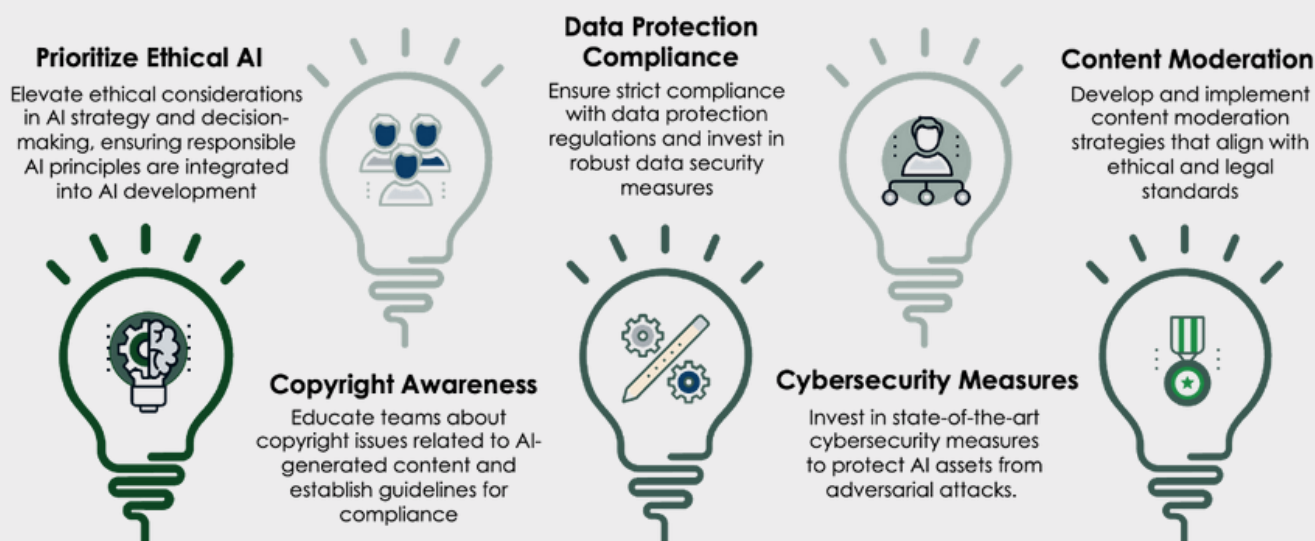 Prioritize Ethical AI
Elevate ethical considerations
in AI strategy and decision-
making, ensuring responsible
AI principles are integrated
into AI development
Copyright Awareness
Educate teams about
copyright issues related to AI-
generated content and
establish guidelines for
compliance
Data Protection
Compliance
Ensure strict compliance
with data protection
regulations and invest in
robust data security
measures
Cybersecurity Measures
Invest in state-of-the-art
cybersecurity measures
to protect AI assets from
adversarial attacks.
Content Moderation
Develop and implement
content moderation
strategies that align with
ethical and legal
standards